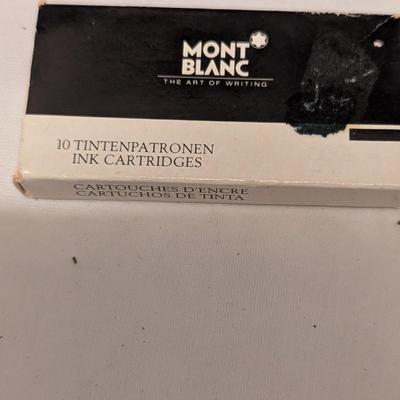 MONT
BLANC
THE ART OF WRITING
10 TINTENPATRONEN
INK CARTRIDGES
CARTOUCHES D'ENCRE
CARTUCHOS DE TINTA